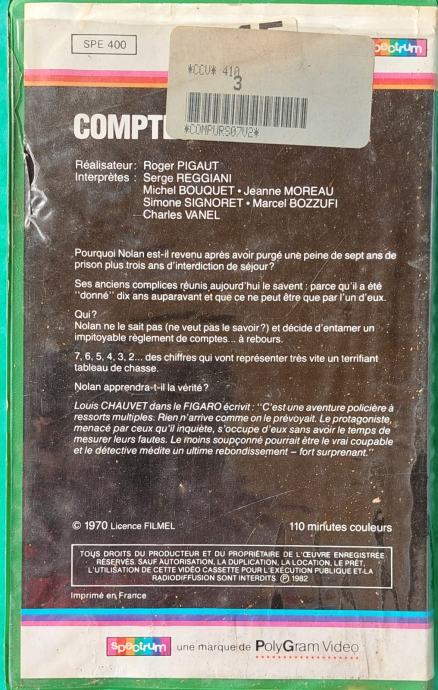 SPE 400
spectrum
*CCV* 410
3
*COMPURS07V2*
COMPT
Réalisateur : Roger PIGAUT
Interprètes : Serge REGGIANI
Michel BOUQUET • Jeanne MOREAU
Simone SIGNORET • Marcel BOZZUFI
Charles VANEL
Pourquoi Nolan est-il revenu après avoir purgé une peine de sept ans de
prison plus trois ans d'interdiction de séjour ?
Ses anciens complices réunis aujourd'hui le savent : parce qu'il a été
"donné" dix ans auparavant et que ce ne peut être que par l'un d'eux.
Qui ?
Nolan ne le sait pas (ne veut pas le savoir ?) et décide d'entamer un
impitoyable règlement de comptes... à rebours.
7, 6, 5, 4, 3, 2... des chiffres qui vont représenter très vite un terrifiant
tableau de chasse.
Nolan apprendra-t-il la vérité ?
Louis CHAUVET dans le FIGARO écrivit : "C'est une aventure policière à
ressorts multiples. Rien n'arrive comme on le prévoyait. Le protagoniste,
menacé par ceux qu'il inquiète, s'occupe d'eux sans avoir le temps de
mesurer leurs fautes. Le moins soupçonné pourrait être le vrai coupable
et le détective médite un ultime rebondissement – fort surprenant."
© 1970 Licence FILMEL 110 minutes couleurs
TOUS DROITS DU PRODUCTEUR ET DU PROPRIÉTAIRE DE L'ŒUVRE ENREGISTRÉE
RÉSERVÉS. SAUF AUTORISATION, LA DUPLICATION, LA LOCATION, LE PRÊT,
L'UTILISATION DE CETTE VIDÉO CASSETTE POUR L'EXÉCUTION PUBLIQUE ET LA
RADIODIFFUSION SONT INTERDITS Ⓟ 1982
Imprimé en France
spectrum une marque de PolyGram Video